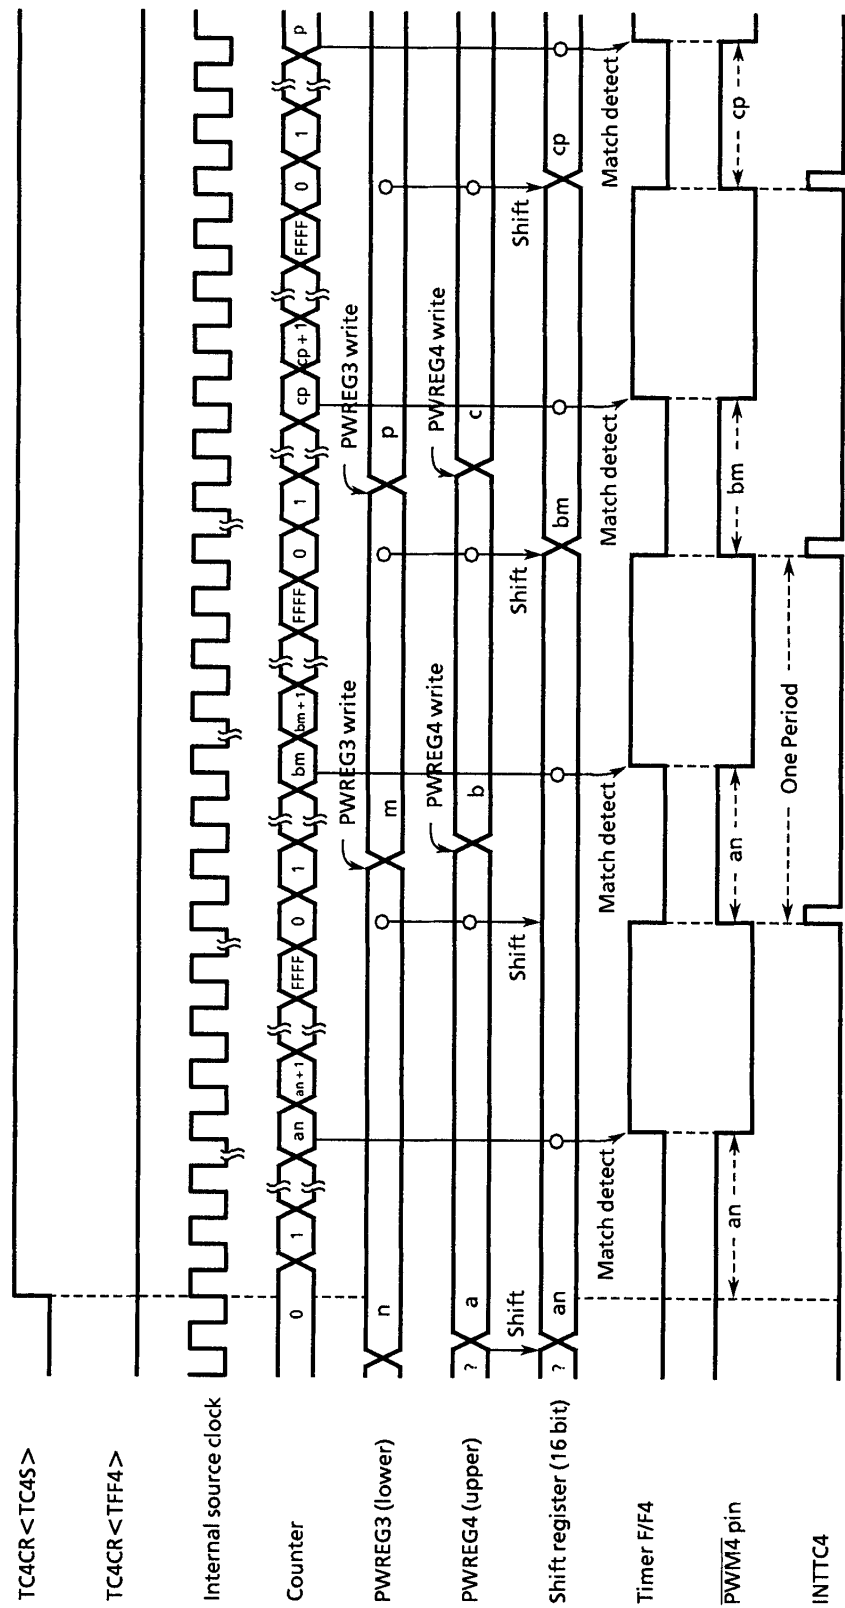 TC4CR<TC4S>
TC4CR<TFF4>
Internal source clock
Counter 0 1 an an + 1 FFFF 0 1 bm bm + 1 FFFF 0 1 cp cp + 1 FFFF 0 1 p
PWREG3 write PWREG3 write
PWREG3 (lower) n m p
PWREG4 write PWREG4 write
PWREG4 (upper) ? a b c
Shift Shift Shift Shift
Shift register (16 bit) ? an bm cp
Match detect Match detect Match detect Match detect
Timer F/F4
PWM4 pin an an bm cp
One Period
INTTC4